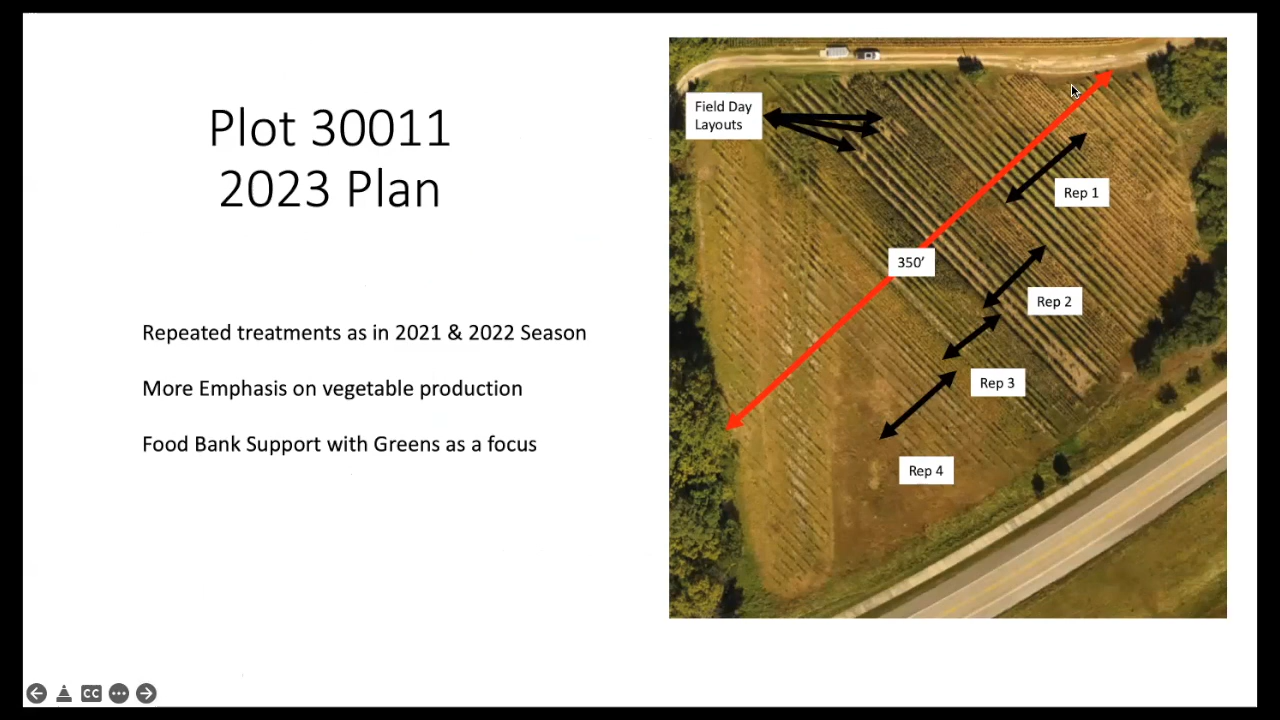 Plot 30011
2023 Plan
Repeated treatments as in 2021 & 2022 Season
More Emphasis on vegetable production
Food Bank Support with Greens as a focus
Field Day
Layouts
Rep 1
350’
Rep 2
Rep 3
Rep 4
CC